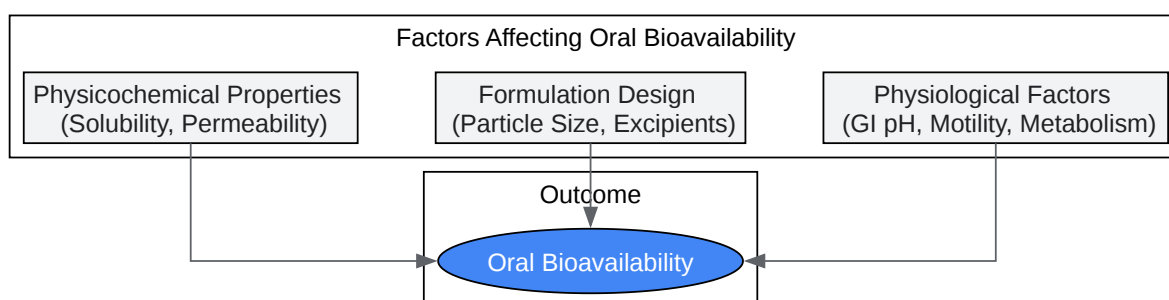 Factors Affecting Oral Bioavailability
Physicochemical Properties
(Solubility, Permeability)
Formulation Design
(Particle Size, Excipients)
Physiological Factors
(GI pH, Motility, Metabolism)
Outcome
Oral Bioavailability